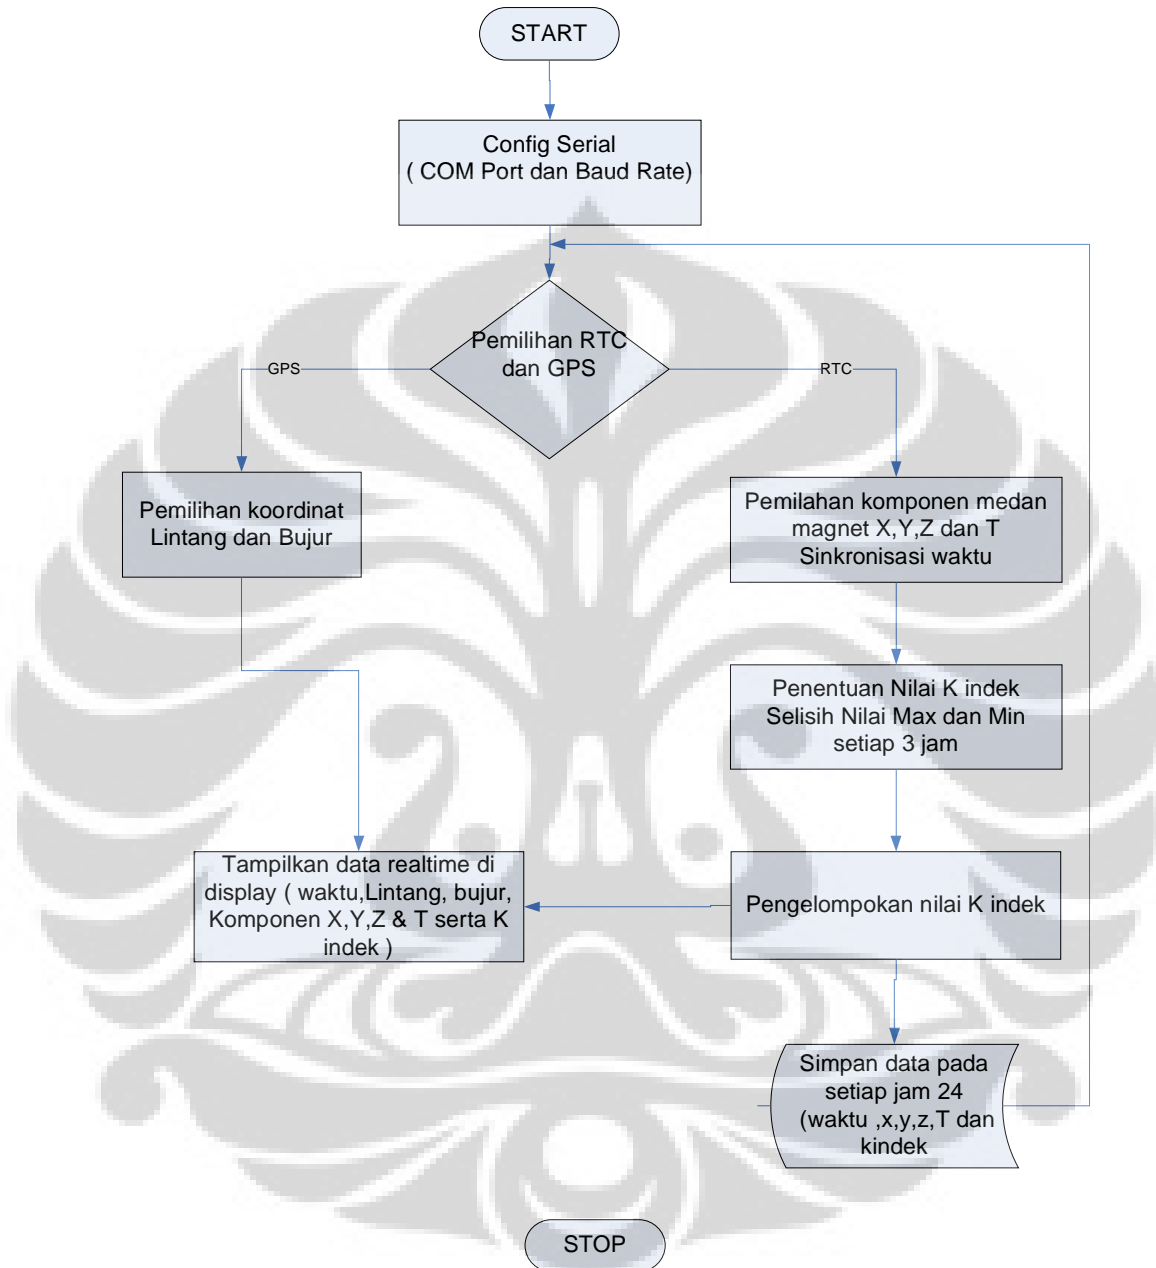 START
Config Serial
( COM Port dan Baud Rate)
Pemilihan RTC
dan GPS
GPS
RTC
Pemilihan koordinat
Lintang dan Bujur
Pemilahan komponen medan
magnet X,Y,Z dan T
Sinkronisasi waktu
Penentuan Nilai K indek
Selisih Nilai Max dan Min
setiap 3 jam
Tampilkan data realtime di
display ( waktu,Lintang, bujur,
Komponen X,Y,Z & T serta K
indek )
Pengelompokan nilai K indek
Simpan data pada
setiap jam 24
(waktu ,x,y,z,T dan
kindek
STOP